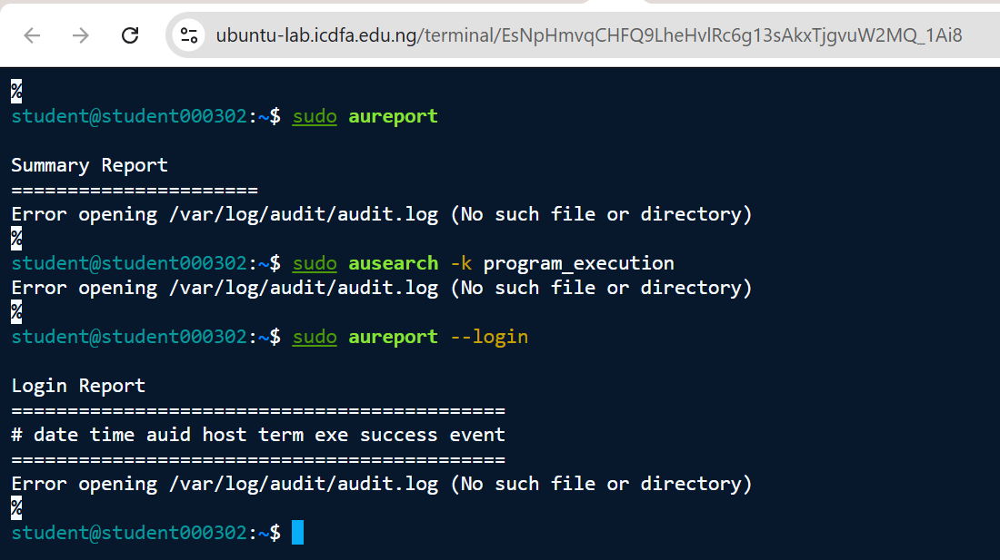 ubuntu-lab.icdfa.edu.ng/terminal/EsNpHmvqCHFQ9LheHvlRc6g13sAkxTjgvuW2MQ_1Ai8
%
student@student000302:~$ sudo aureport
Summary Report
======================
Error opening /var/log/audit/audit.log (No such file or directory)
%
student@student000302:~$ sudo ausearch -k program_execution
Error opening /var/log/audit/audit.log (No such file or directory)
%
student@student000302:~$ sudo aureport --login
Login Report
============================================
# date time auid host term exe success event
============================================
Error opening /var/log/audit/audit.log (No such file or directory)
%
student@student000302:~$